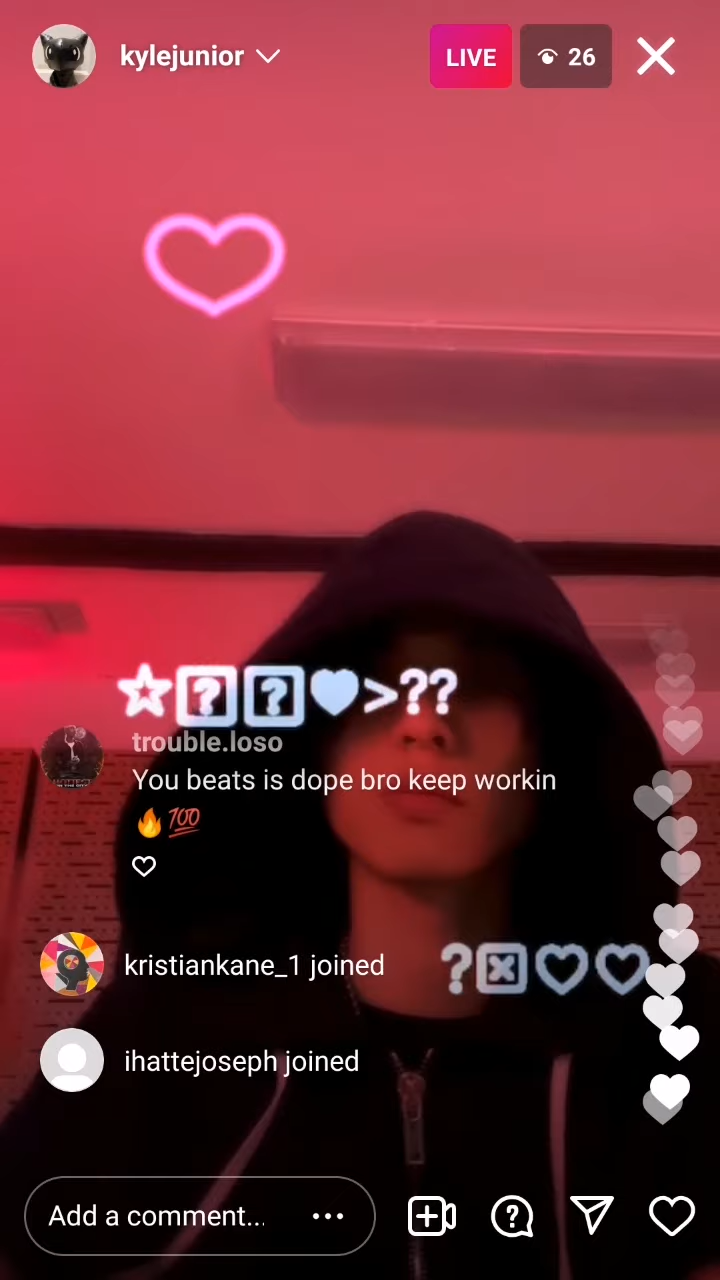 kylejunior
LIVE
26
☆⍰⍰♥>??
trouble.loso
You beats is dope bro keep workin
🔥💯
kristiankane_1 joined
?☒♡♡
ihattejoseph joined
Add a comment...